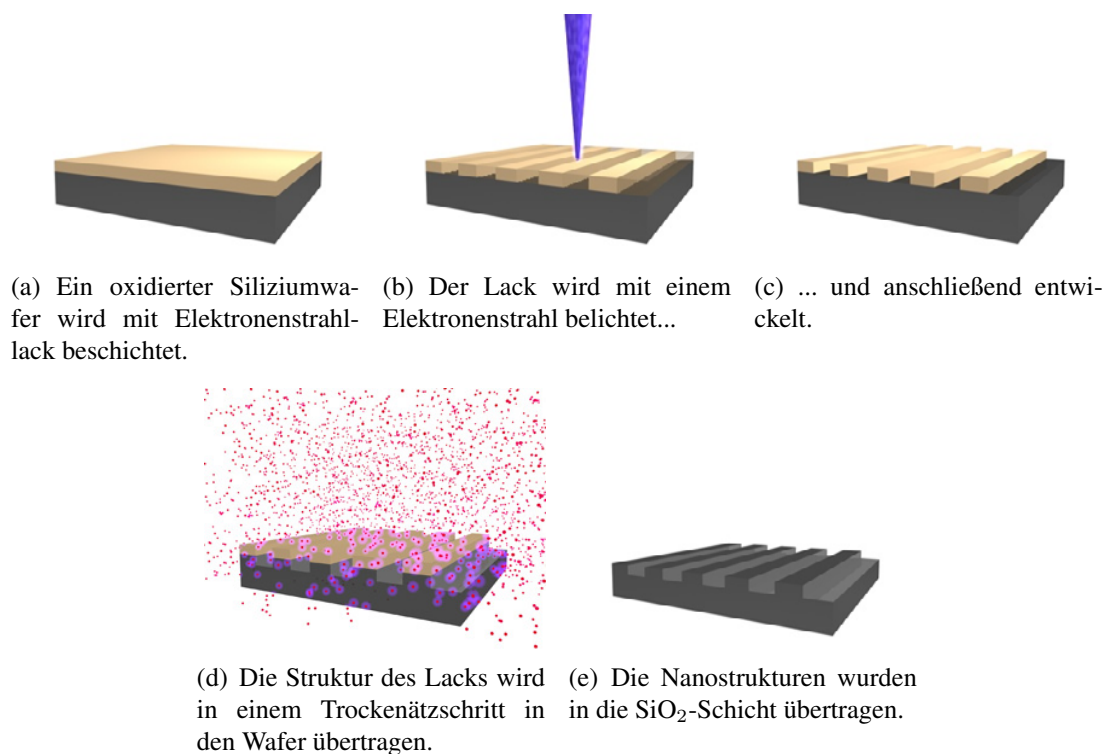 (a) Ein oxidierter Siliziumwa-
fer wird mit Elektronenstrahl-
lack beschichtet.
(b) Der Lack wird mit einem
Elektronenstrahl belichtet...
(c) ... und anschließend entwi-
ckelt.
(d) Die Struktur des Lacks wird
in einem Trockenätzschritt in
den Wafer übertragen.
(e) Die Nanostrukturen wurden
in die SiO₂-Schicht übertragen.